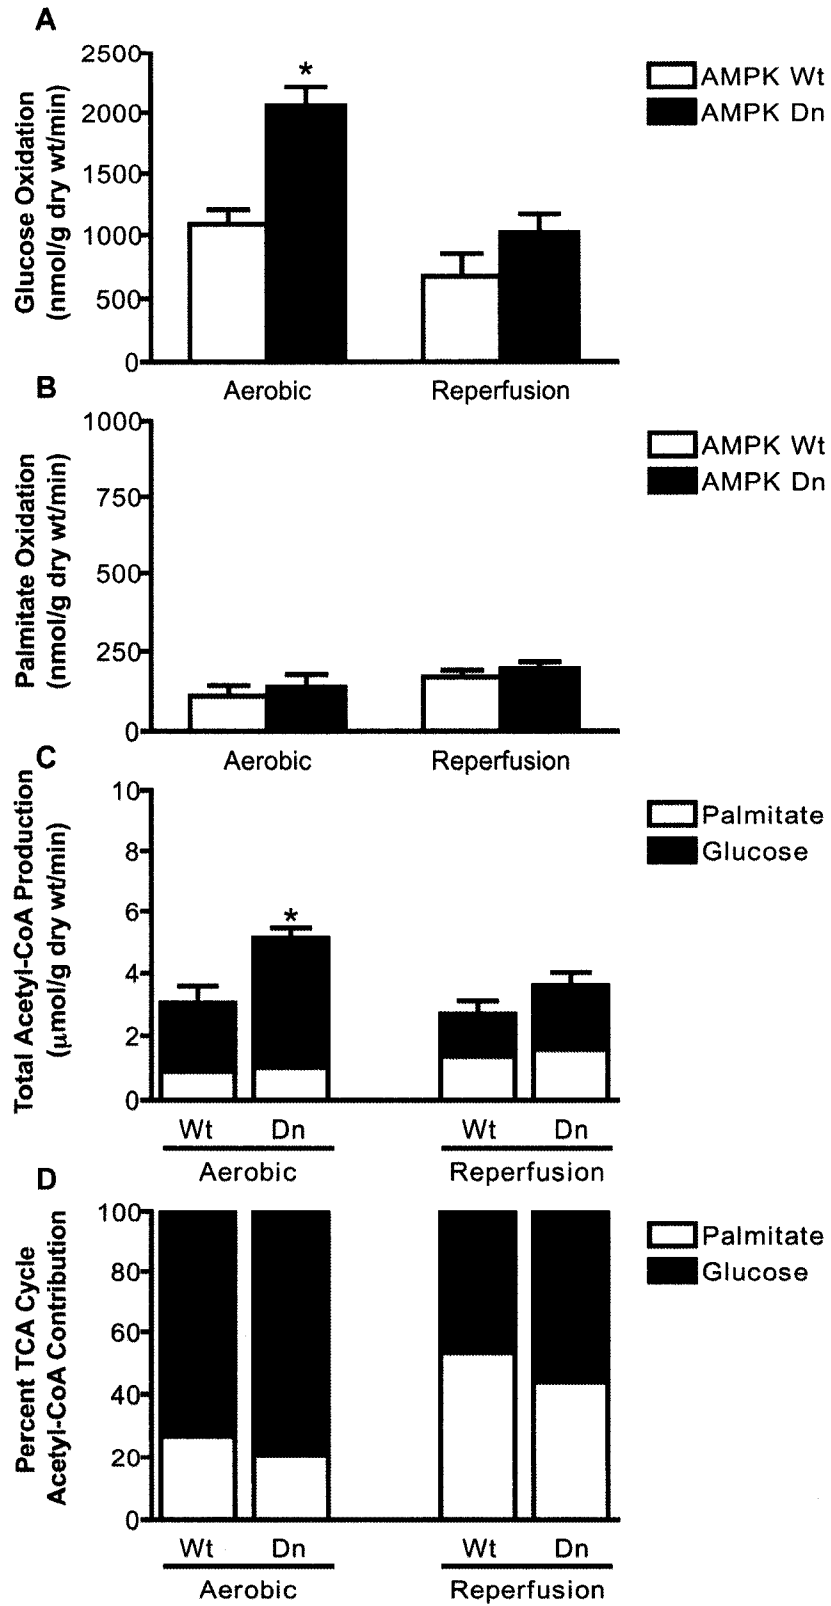 A
Glucose Oxidation
(nmol/g dry wt/min)
2500
2000
1500
1000
500
0
*
Aerobic
Reperfusion
AMPK Wt
AMPK Dn
B
Palmitate Oxidation
(nmol/g dry wt/min)
1000
750
500
250
0
Aerobic
Reperfusion
AMPK Wt
AMPK Dn
C
Total Acetyl-CoA Production
(µmol/g dry wt/min)
10
8
6
4
2
0
*
Wt
Dn
Wt
Dn
Aerobic
Reperfusion
Palmitate
Glucose
D
Percent TCA Cycle
Acetyl-CoA Contribution
100
80
60
40
20
0
Wt
Dn
Wt
Dn
Aerobic
Reperfusion
Palmitate
Glucose